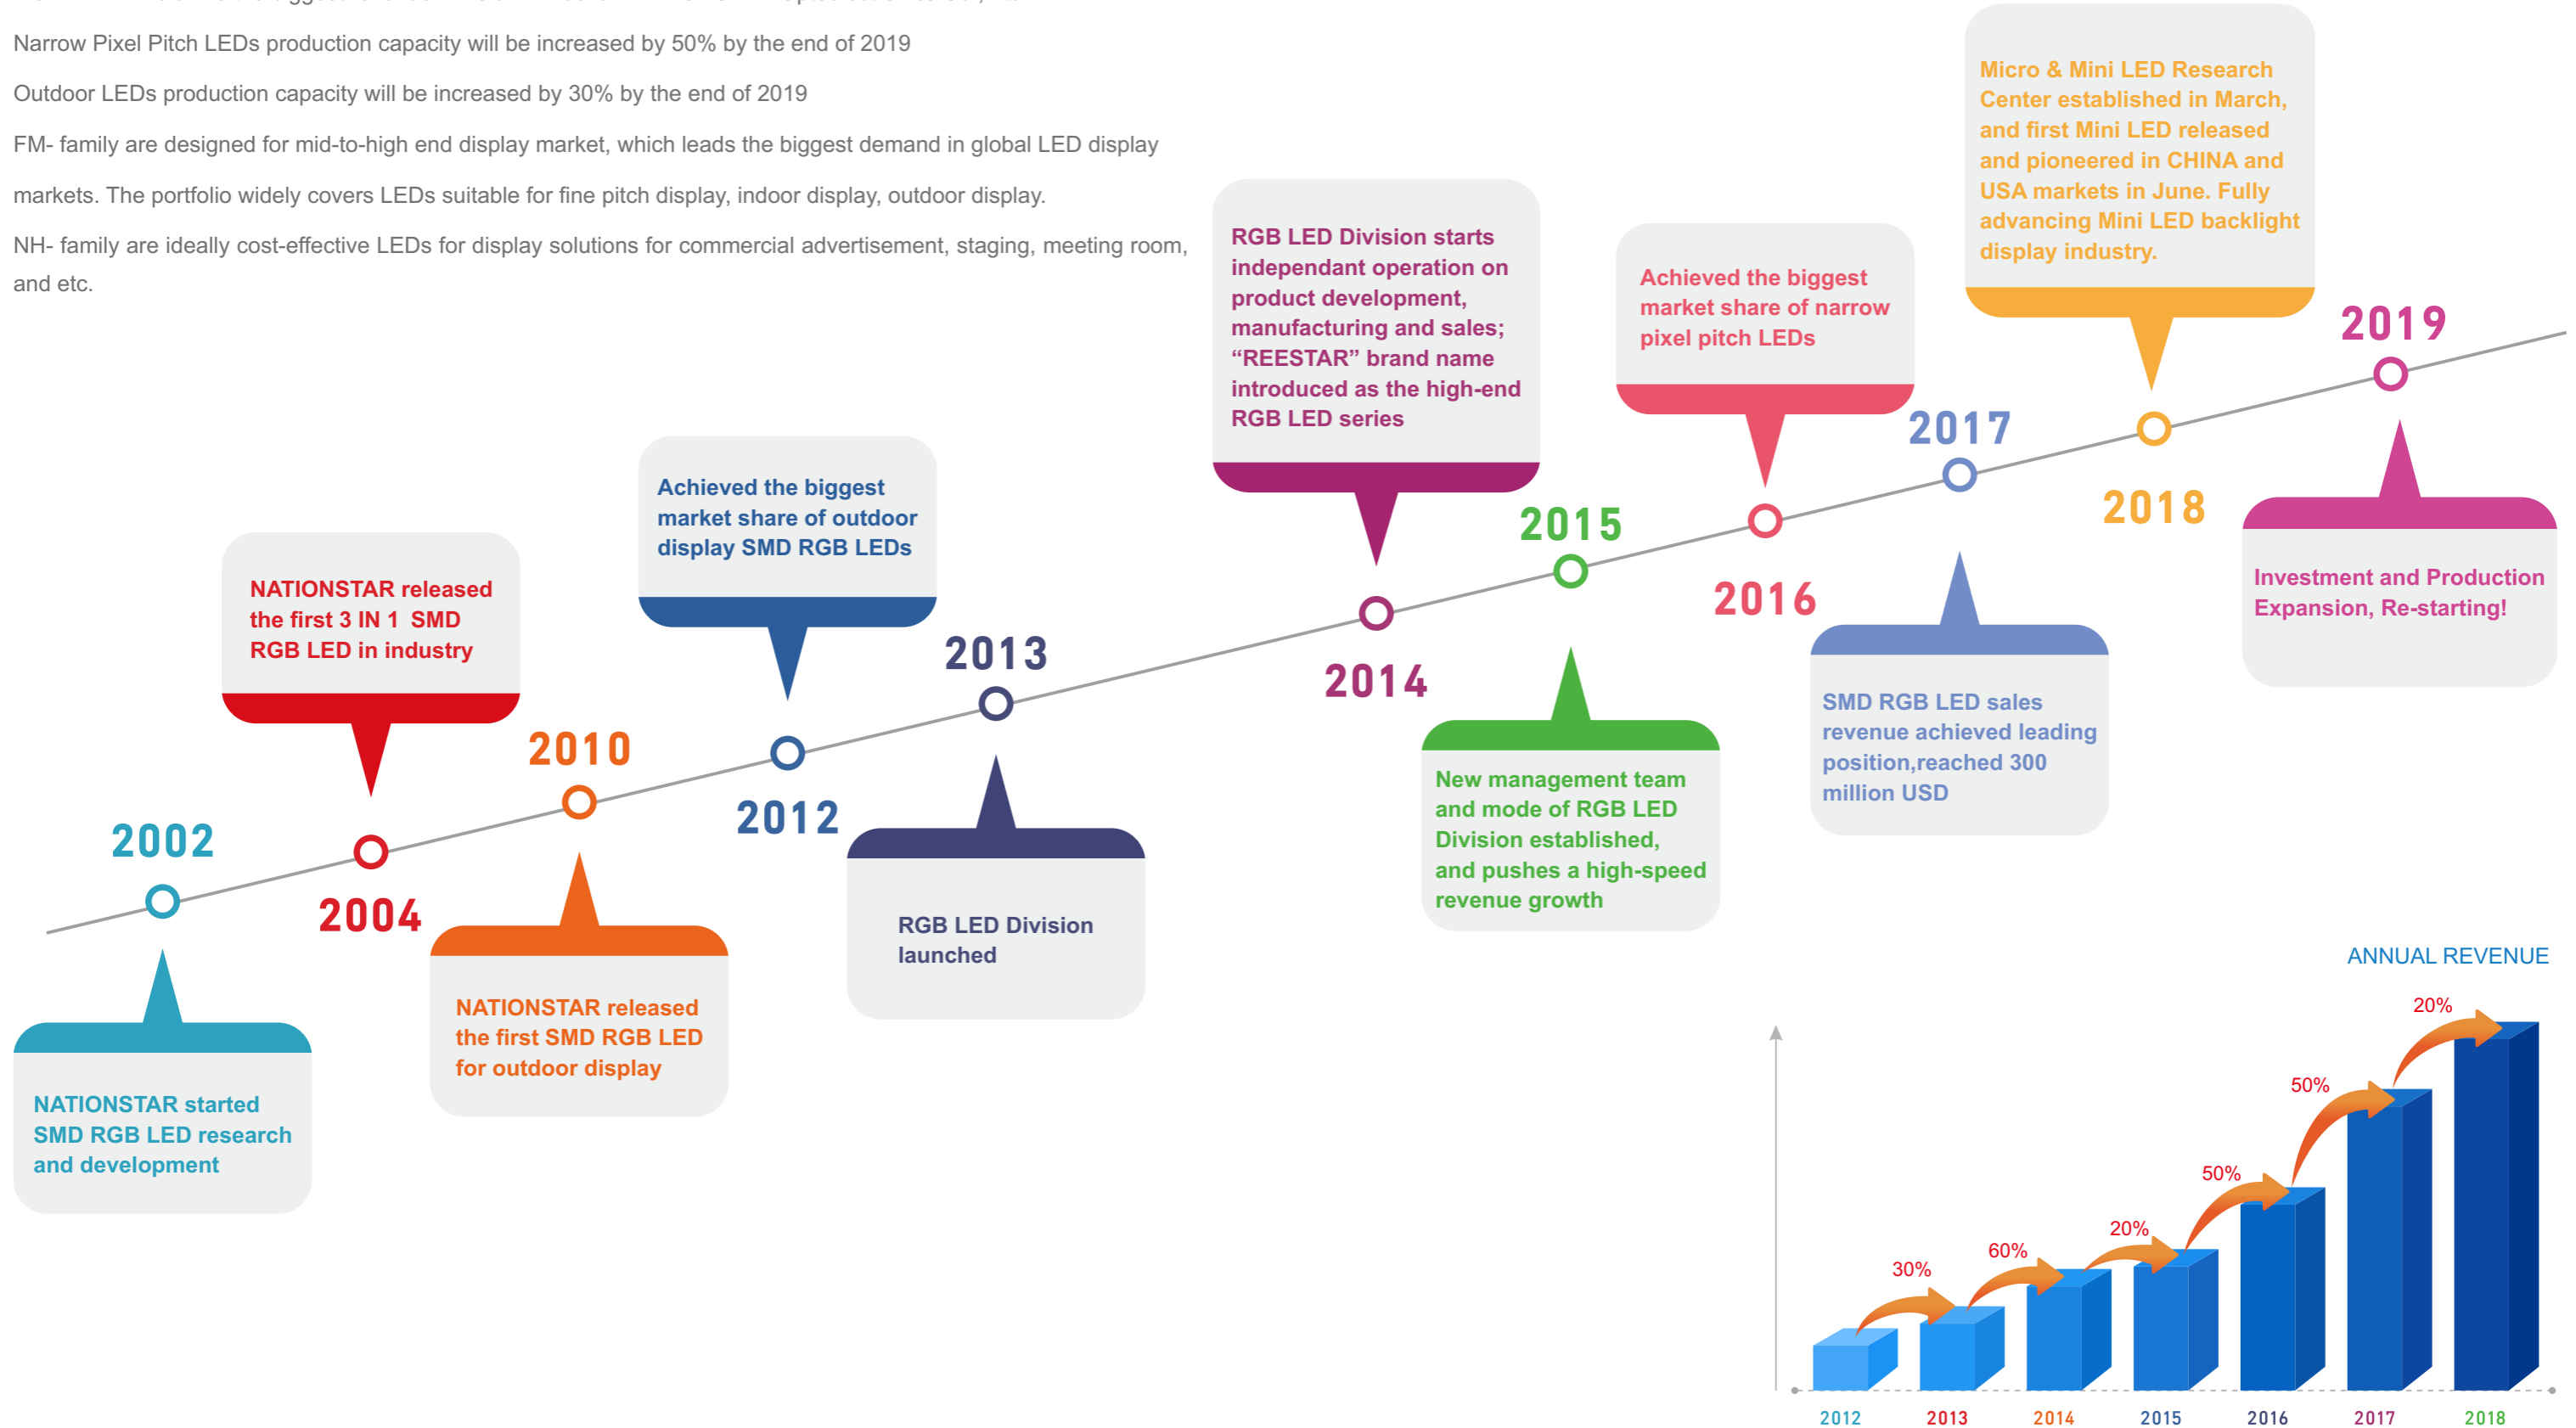 Narrow Pixel Pitch LEDs production capacity will be increased by 50% by the end of 2019
Outdoor LEDs production capacity will be increased by 30% by the end of 2019
FM- family are designed for mid-to-high end display market, which leads the biggest demand in global LED display
markets. The portfolio widely covers LEDs suitable for fine pitch display, indoor display, outdoor display.
NH- family are ideally cost-effective LEDs for display solutions for commercial advertisement, staging, meeting room,
and etc.
2002
NATIONSTAR started
SMD RGB LED research
and development
NATIONSTAR released
the first 3 IN 1 SMD
RGB LED in industry
2004
2010
NATIONSTAR released
the first SMD RGB LED
for outdoor display
Achieved the biggest
market share of outdoor
display SMD RGB LEDs
2012
2013
RGB LED Division
launched
RGB LED Division starts
independant operation on
product development,
manufacturing and sales;
“REESTAR” brand name
introduced as the high-end
RGB LED series
2014
2015
New management team
and mode of RGB LED
Division established,
and pushes a high-speed
revenue growth
Achieved the biggest
market share of narrow
pixel pitch LEDs
2016
2017
SMD RGB LED sales
revenue achieved leading
position,reached 300
million USD
Micro & Mini LED Research
Center established in March,
and first Mini LED released
and pioneered in CHINA and
USA markets in June. Fully
advancing Mini LED backlight
display industry.
2018
2019
Investment and Production
Expansion, Re-starting!
ANNUAL REVENUE
30%
60%
20%
50%
50%
20%
2012 2013 2014 2015 2016 2017 2018